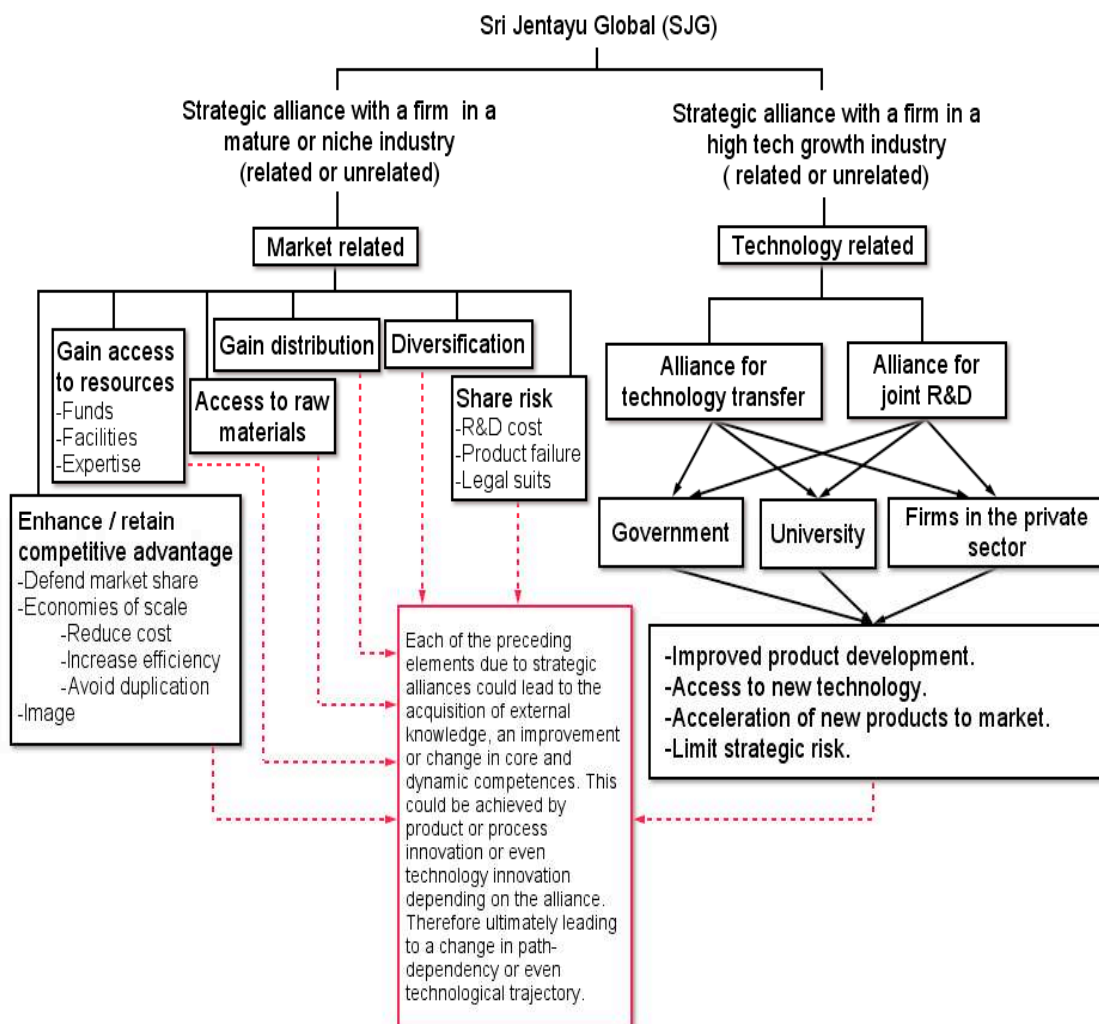 Sri Jentayu Global (SJG)
Strategic alliance with a firm in a
mature or niche industry
(related or unrelated)
Strategic alliance with a firm in a
high tech growth industry
( related or unrelated)
Market related
Technology related
Gain access
to resources
-Funds
-Facilities
-Expertise
Access to raw
materials
Gain distribution
Diversification
Share risk
-R&D cost
-Product failure
-Legal suits
Alliance for
technology transfer
Alliance for
joint R&D
Enhance / retain
competitive advantage
-Defend market share
-Economies of scale
-Reduce cost
-Increase efficiency
-Avoid duplication
-Image
Government
University
Firms in the private
sector
Each of the preceding
elements due to strategic
alliances could lead to the
acquisition of external
knowledge, an improvement
or change in core and
dynamic competences. This
could be achieved by
product or process
innovation or even
technology innovation
depending on the alliance.
Therefore ultimately leading
to a change in path-
dependency or even
technological trajectory.
-Improved product development.
-Access to new technology.
-Acceleration of new products to market.
-Limit strategic risk.